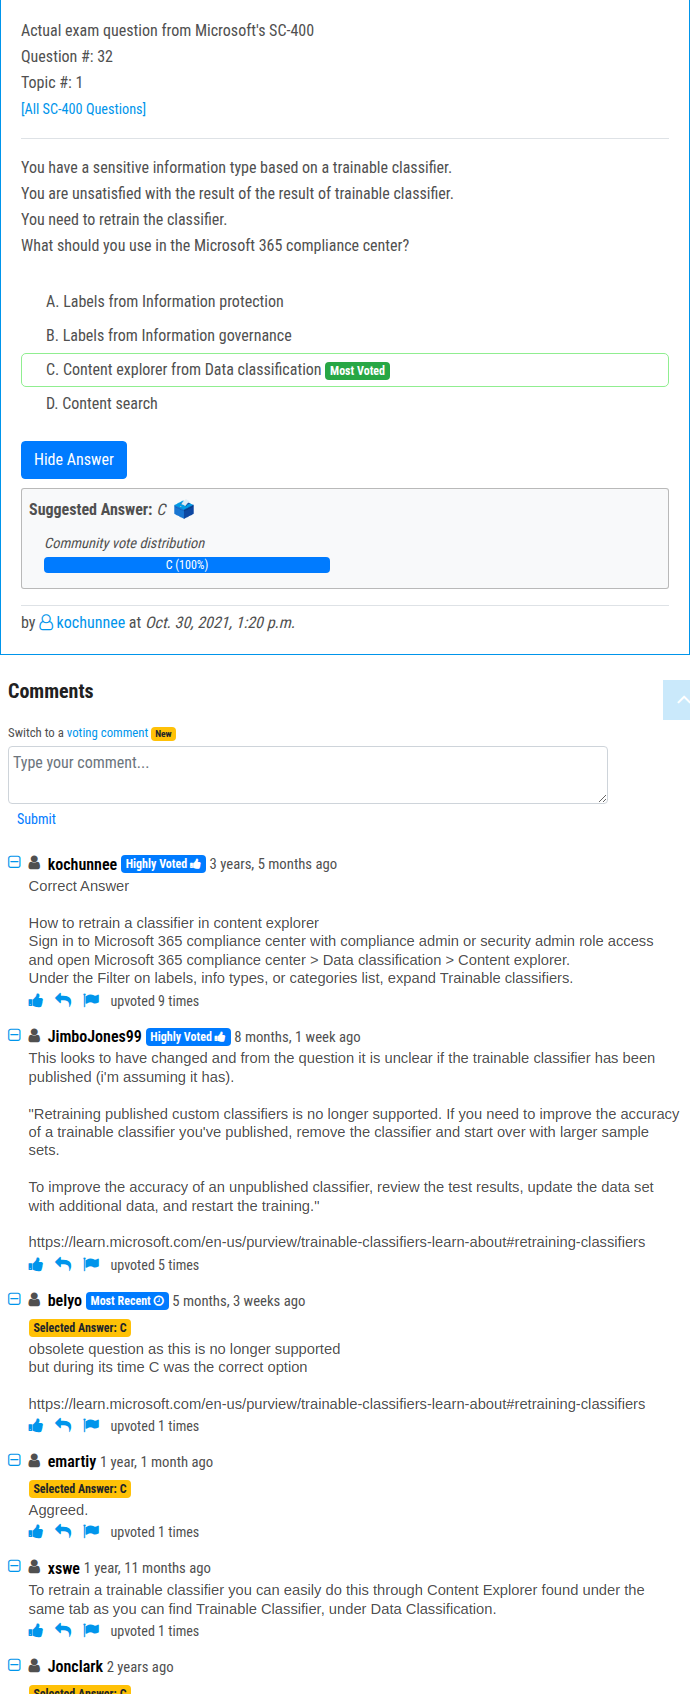 Actual exam question from Microsoft's SC-400
Question #: 32
Topic #: 1
[All SC-400 Questions]
You have a sensitive information type based on a trainable classifier.
You are unsatisfied with the result of the result of trainable classifier.
You need to retrain the classifier.
What should you use in the Microsoft 365 compliance center?
A. Labels from Information protection
B. Labels from Information governance
C. Content explorer from Data classification Most Voted
D. Content search
Hide Answer
Suggested Answer: C
Community vote distribution
C (100%)
by kochunnee at Oct. 30, 2021, 1:20 p.m.
Comments
Switch to a voting comment New
Type your comment...
Submit
kochunnee Highly Voted 3 years, 5 months ago
Correct Answer
How to retrain a classifier in content explorer
Sign in to Microsoft 365 compliance center with compliance admin or security admin role access
and open Microsoft 365 compliance center > Data classification > Content explorer.
Under the Filter on labels, info types, or categories list, expand Trainable classifiers.
upvoted 9 times
JimboJones99 Highly Voted 8 months, 1 week ago
This looks to have changed and from the question it is unclear if the trainable classifier has been
published (i'm assuming it has).
"Retraining published custom classifiers is no longer supported. If you need to improve the accuracy
of a trainable classifier you've published, remove the classifier and start over with larger sample
sets.
To improve the accuracy of an unpublished classifier, review the test results, update the data set
with additional data, and restart the training."
https://learn.microsoft.com/en-us/purview/trainable-classifiers-learn-about#retraining-classifiers
upvoted 5 times
belyo Most Recent 5 months, 3 weeks ago
Selected Answer: C
obsolete question as this is no longer supported
but during its time C was the correct option
https://learn.microsoft.com/en-us/purview/trainable-classifiers-learn-about#retraining-classifiers
upvoted 1 times
emartiy 1 year, 1 month ago
Selected Answer: C
Aggreed.
upvoted 1 times
xswe 1 year, 11 months ago
To retrain a trainable classifier you can easily do this through Content Explorer found under the
same tab as you can find Trainable Classifier, under Data Classification.
upvoted 1 times
Jonclark 2 years ago
Selected Answer: C